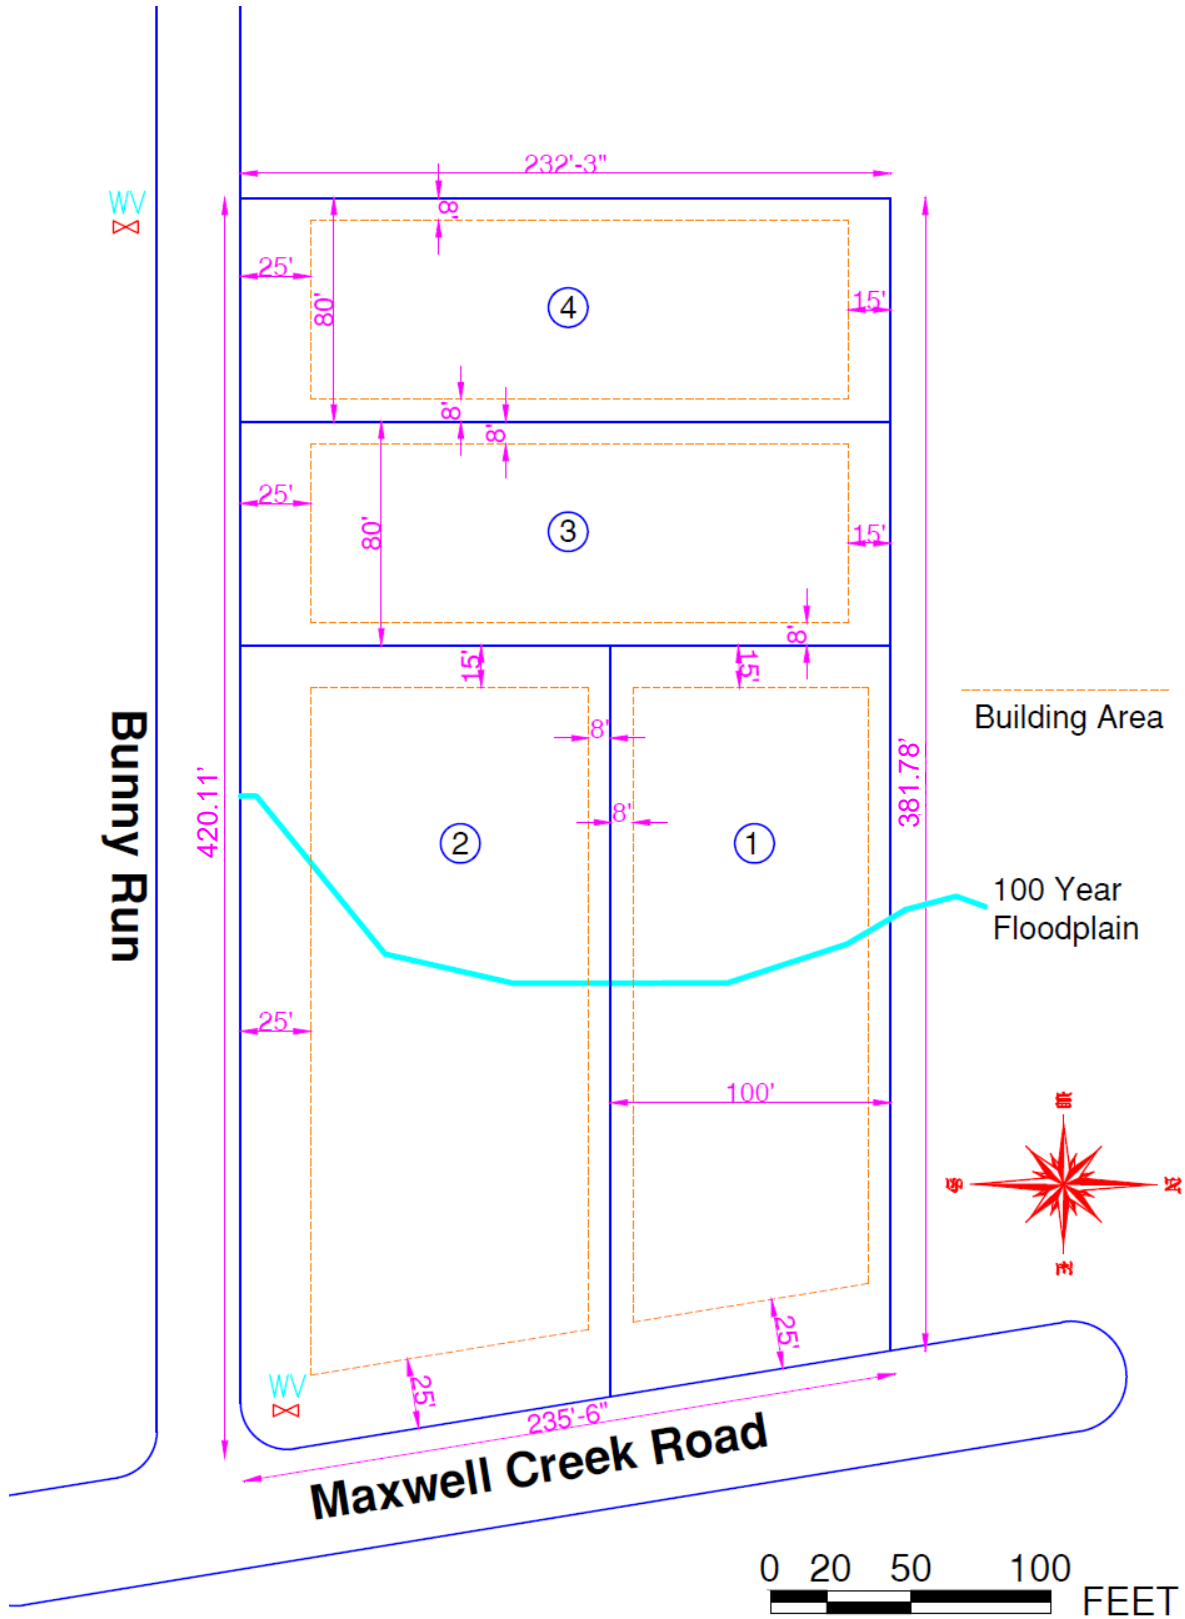 232'-3"
WV
8'
25'
80'
4
15'
8'
8'
25'
80'
3
15'
8'
15'
15'
8'
Building Area
Bunny Run
420.11'
381.78'
8'
2
1
100 Year
Floodplain
25'
100'
E
S
N
W
25'
WV
25'
235'-6"
Maxwell Creek Road
0 20 50 100
FEET